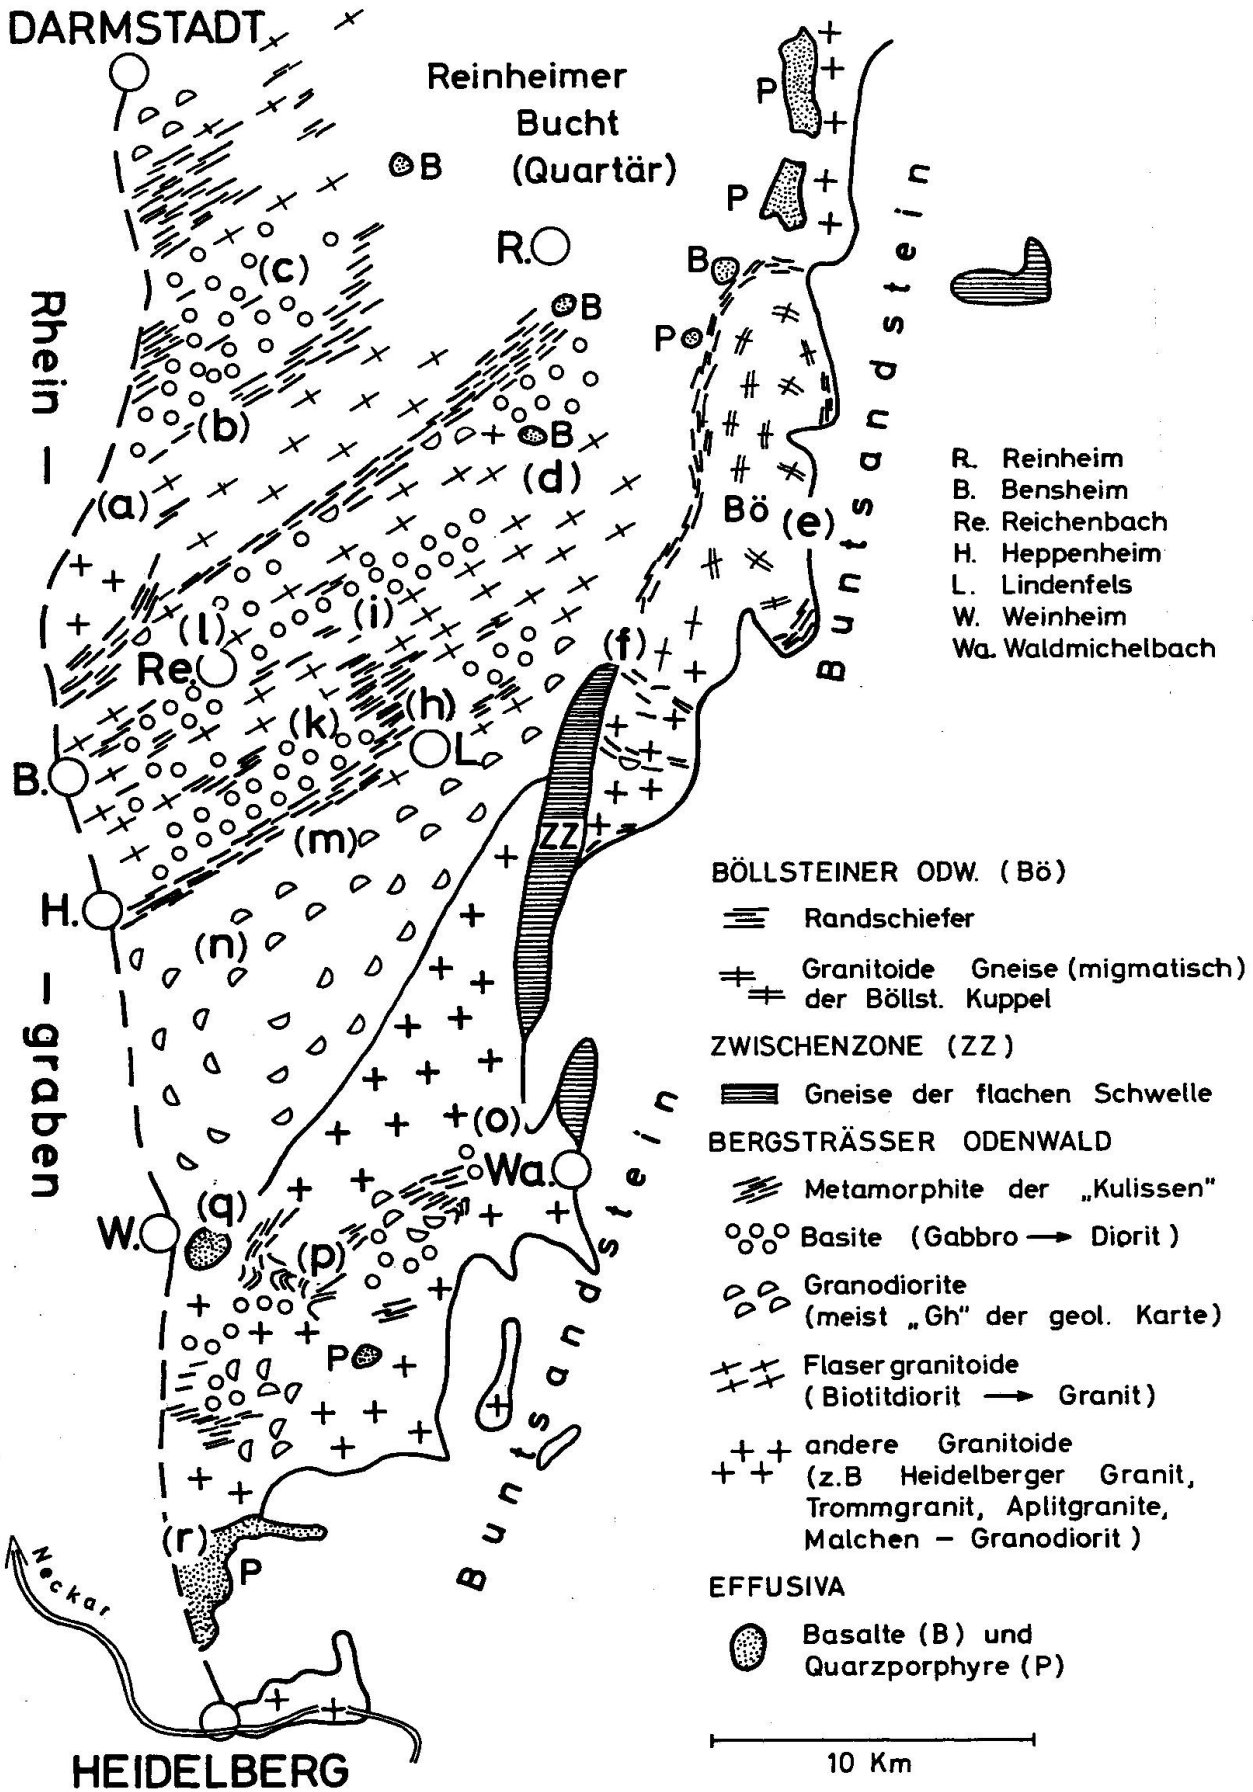 DARMSTADT
Reinheimer
Bucht
(Quartär)
P
B
P
R.
B
(c)
B
P
Rhein — — graben
Buntsandstein
(b)
B
(d)
(a)
Bö
(e)
(i)
(l)
(f)
Re.
(h)
(k)
L.
B.
ZZ
(m)
H.
(n)
(o)
Wa.
(q)
W.
(p)
P
Buntsandstein
(r)
P
Neckar
HEIDELBERG
R. Reinheim
B. Bensheim
Re. Reichenbach
H. Heppenheim
L. Lindenfels
W. Weinheim
Wa. Waldmichelbach
BÖLLSTEINER ODW. (Bö)
Randschiefer
Granitoide Gneise (migmatisch)
der Böllst. Kuppel
ZWISCHENZONE (ZZ)
Gneise der flachen Schwelle
BERGSTRÄSSER ODENWALD
Metamorphite der „Kulissen"
Basite (Gabbro → Diorit)
Granodiorite
(meist „Gh" der geol. Karte)
Flasergranitoide
(Biotitdiorit → Granit)
andere Granitoide
(z.B Heidelberger Granit,
Trommgranit, Aplitgranite,
Malchen – Granodiorit)
EFFUSIVA
Basalte (B) und
Quarzporphyre (P)
10 Km